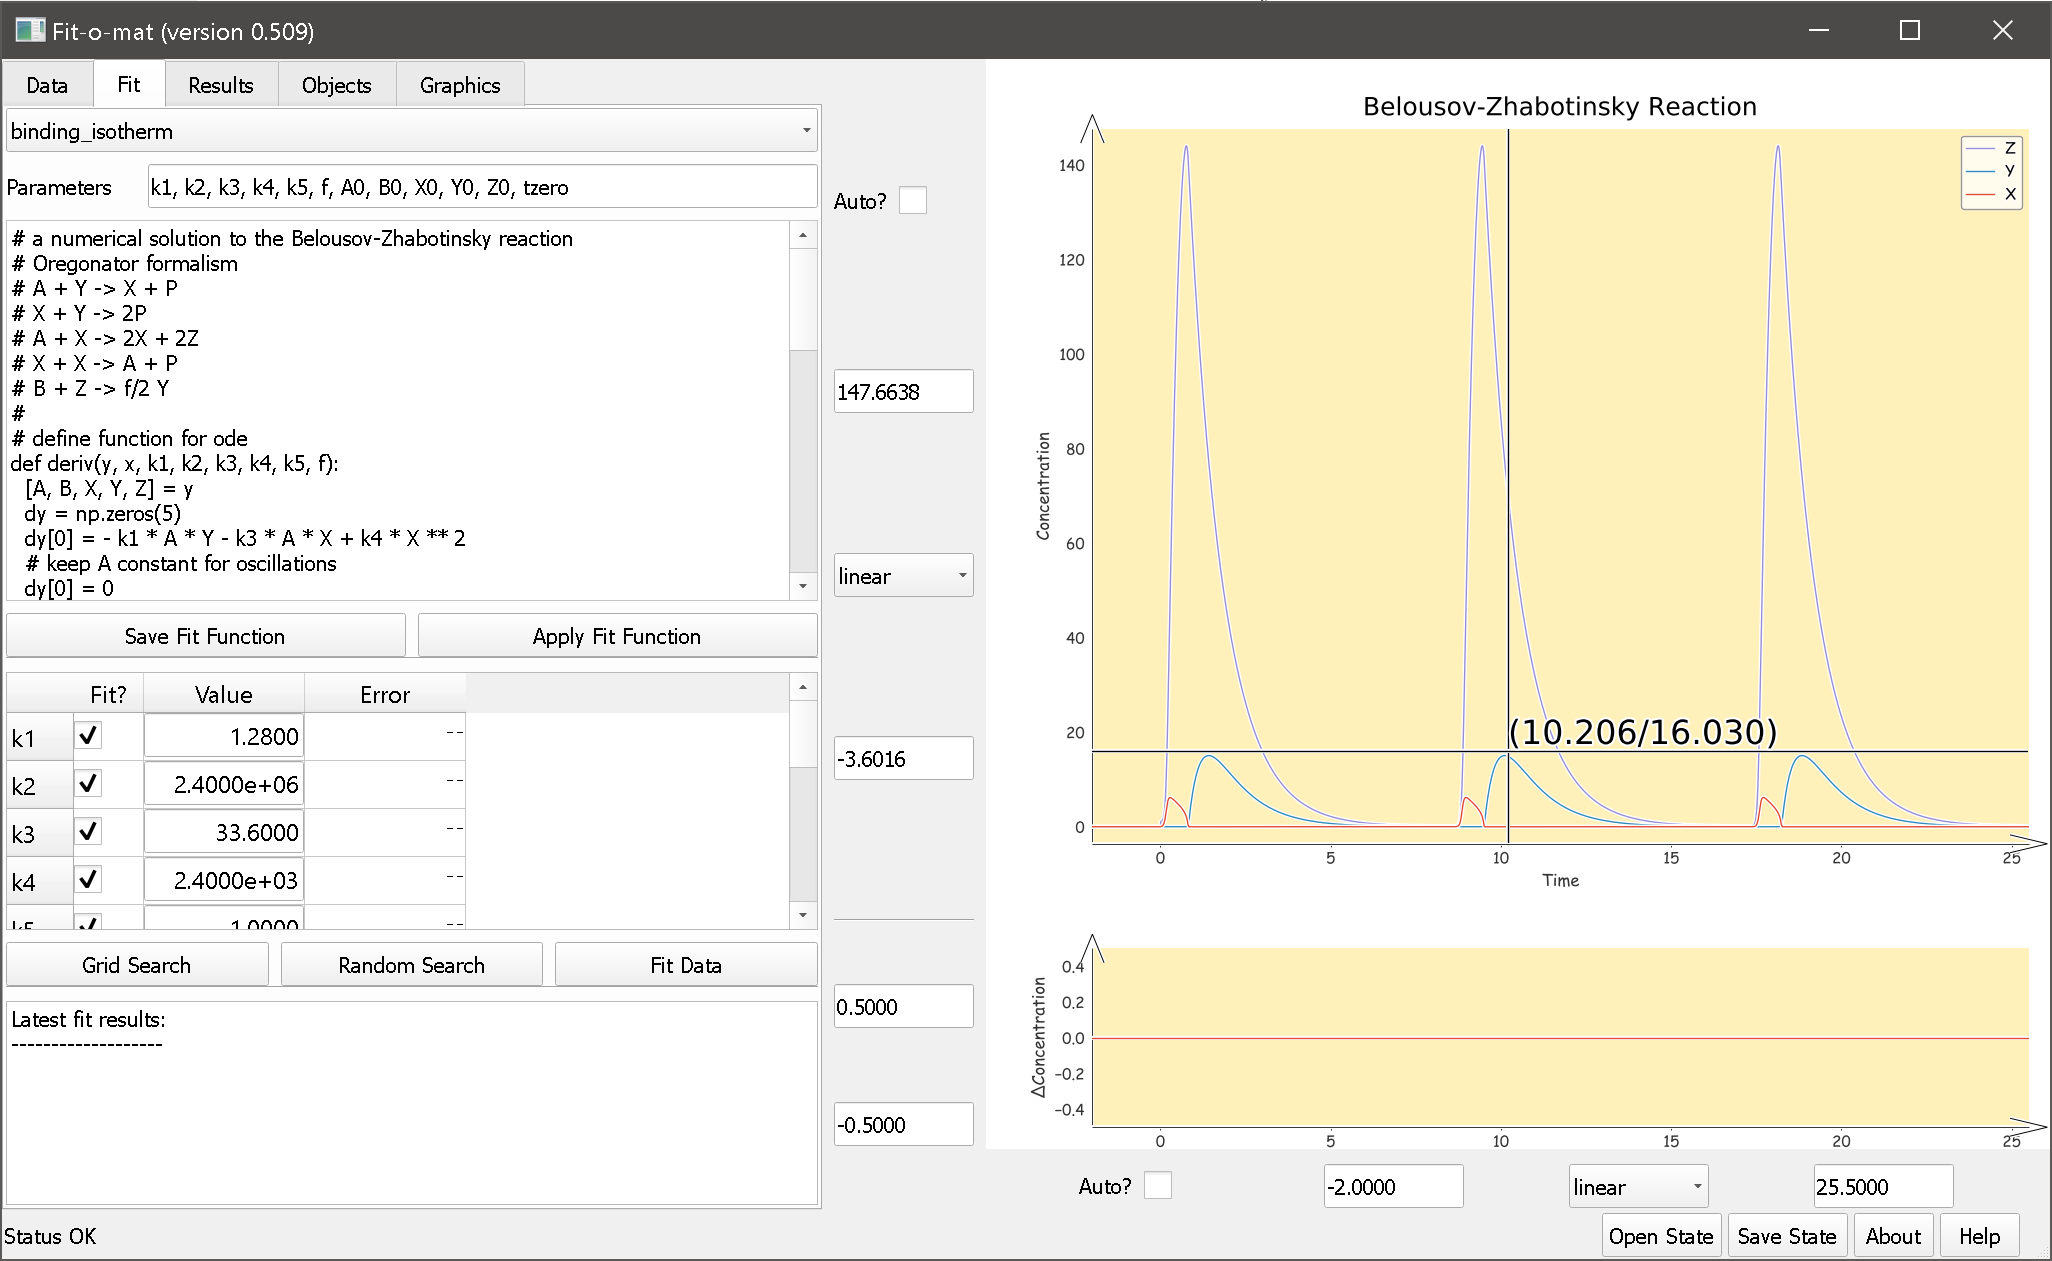 Fit-o-mat (version 0.509)
Data
Fit
Results
Objects
Graphics
binding_isotherm
Parameters
k1, k2, k3, k4, k5, f, A0, B0, X0, Y0, Z0, tzero
# a numerical solution to the Belousov-Zhabotinsky reaction
# Oregonator formalism
# A + Y -> X + P
# X + Y -> 2P
# A + X -> 2X + 2Z
# X + X -> A + P
# B + Z -> f/2 Y
#
# define function for ode
def deriv(y, x, k1, k2, k3, k4, k5, f):
[A, B, X, Y, Z] = y
dy = np.zeros(5)
dy[0] = - k1 * A * Y - k3 * A * X + k4 * X ** 2
# keep A constant for oscillations
dy[0] = 0
Save Fit Function
Apply Fit Function
Fit? Value Error
k1 1.2800 --
k2 2.4000e+06 --
k3 33.6000 --
k4 2.4000e+03 --
k5 1.0000 --
Grid Search
Random Search
Fit Data
Latest fit results:
-------------------
Status OK
Auto?
147.6638
linear
-3.6016
0.5000
-0.5000
Belousov-Zhabotinsky Reaction
Z
Y
X
140
120
100
80
60
40
20
0
Concentration
(10.206/16.030)
0 5 10 15 20 25
Time
0.4
0.2
0.0
−0.2
−0.4
ΔConcentration
0 5 10 15 20 25
Auto?
-2.0000
linear
25.5000
Open State
Save State
About
Help